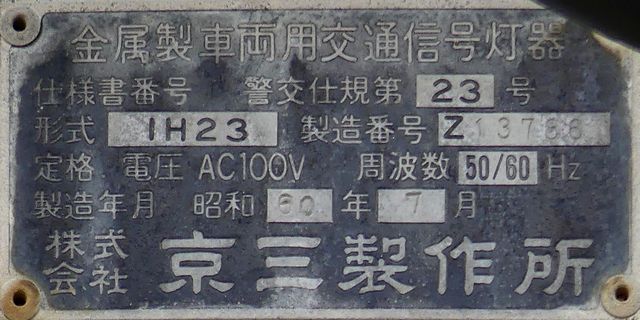 金属製車両用交通信号灯器
仕様書番号 警交仕規第 23 号
形式 1H23 製造番号 Z13766
定格 電圧 AC100V 周波数 50/60 Hz
製造年月 昭和 60 年 7 月
株式会社 京三製作所